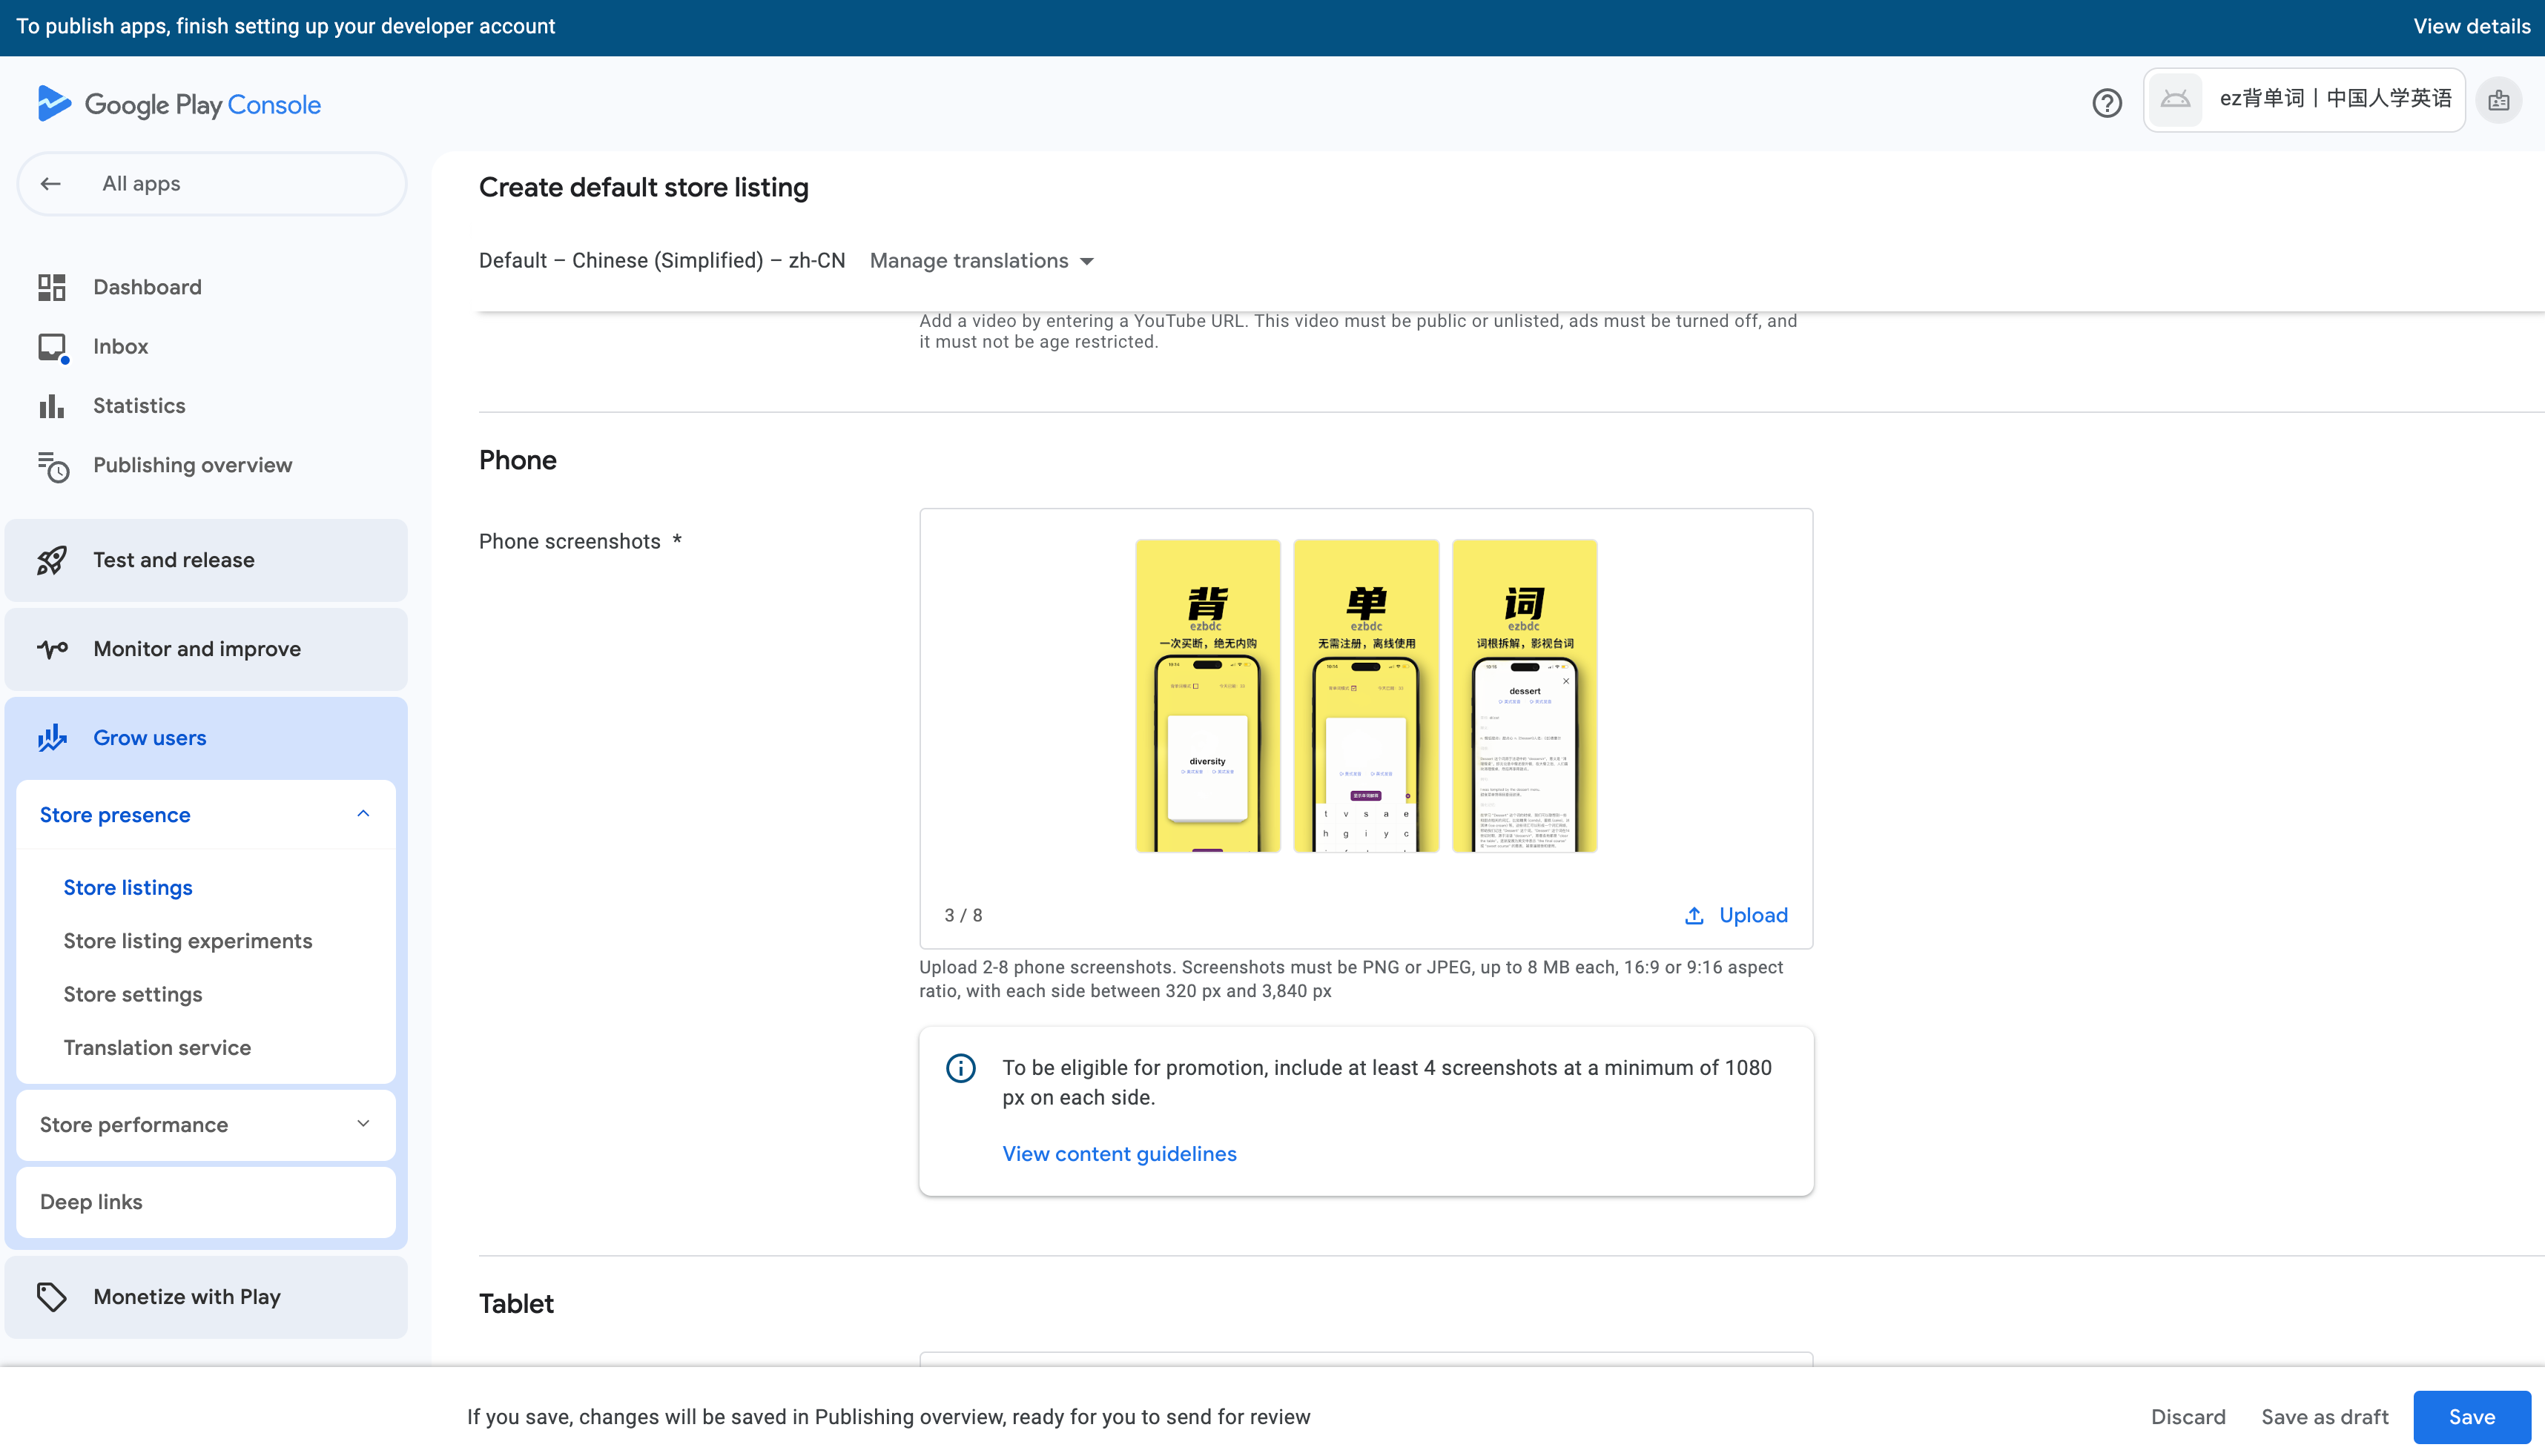 To publish apps, finish setting up your developer account
View details
Google Play Console
ez背单词丨中国人学英语
All apps
Dashboard
Inbox
Statistics
Publishing overview
Test and release
Monitor and improve
Grow users
Store presence
Store listings
Store listing experiments
Store settings
Translation service
Store performance
Deep links
Monetize with Play
Create default store listing
Default – Chinese (Simplified) – zh-CN
Manage translations
Add a video by entering a YouTube URL. This video must be public or unlisted, ads must be turned off, and
it must not be age restricted.
Phone
Phone screenshots *
背
ezbdc
一次买断，绝无内购
diversity
单
ezbdc
无需注册，离线使用
t v s a e
h g i y c
词
ezbdc
词根拆解，影视台词
dessert
3 / 8
Upload
Upload 2-8 phone screenshots. Screenshots must be PNG or JPEG, up to 8 MB each, 16:9 or 9:16 aspect
ratio, with each side between 320 px and 3,840 px
To be eligible for promotion, include at least 4 screenshots at a minimum of 1080
px on each side.
View content guidelines
Tablet
If you save, changes will be saved in Publishing overview, ready for you to send for review
Discard
Save as draft
Save